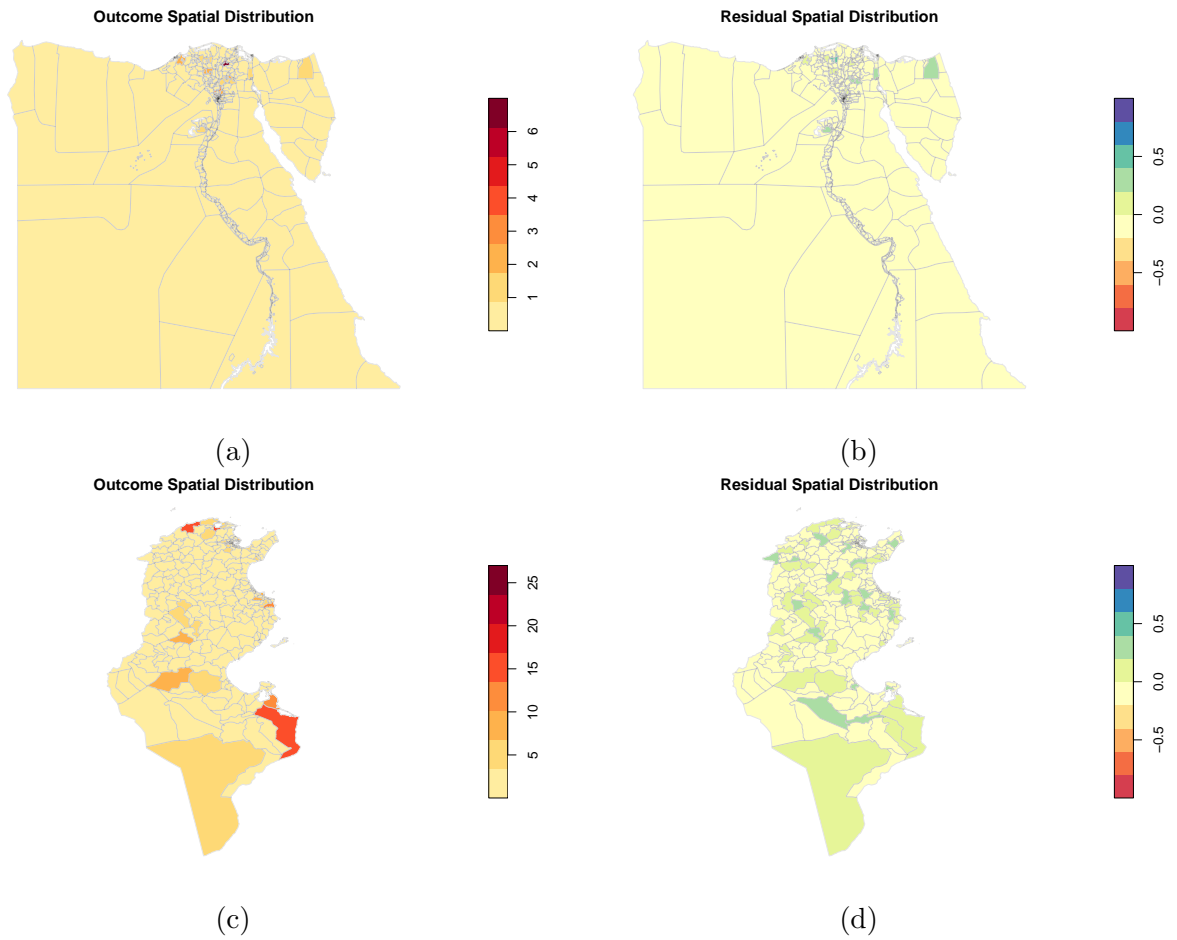 Outcome Spatial Distribution
1
2
3
4
5
6
(a)
Residual Spatial Distribution
−0.5
0.0
0.5
(b)
Outcome Spatial Distribution
5
10
15
20
25
(c)
Residual Spatial Distribution
−0.5
0.0
0.5
(d)